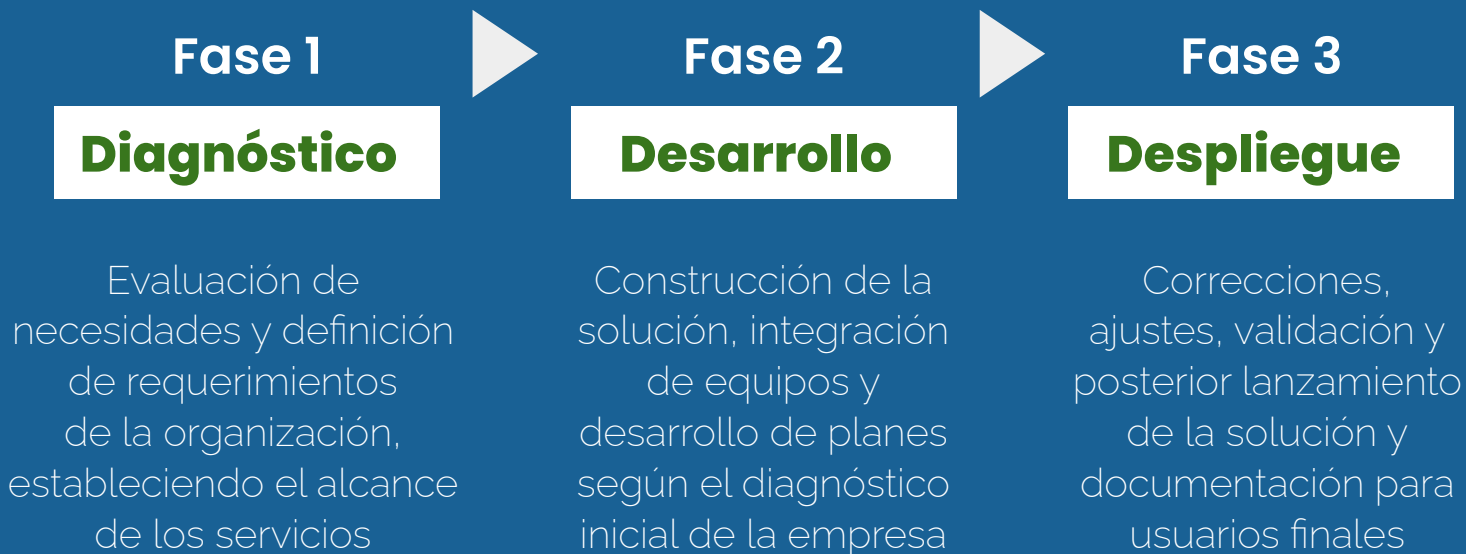 Fase 1
Diagnóstico
Evaluación de
necesidades y definición
de requerimientos
de la organización,
estableciendo el alcance
de los servicios
Fase 2
Desarrollo
Construcción de la
solución, integración
de equipos y
desarrollo de planes
según el diagnóstico
inicial de la empresa
Fase 3
Despliegue
Correcciones,
ajustes, validación y
posterior lanzamiento
de la solución y
documentación para
usuarios finales